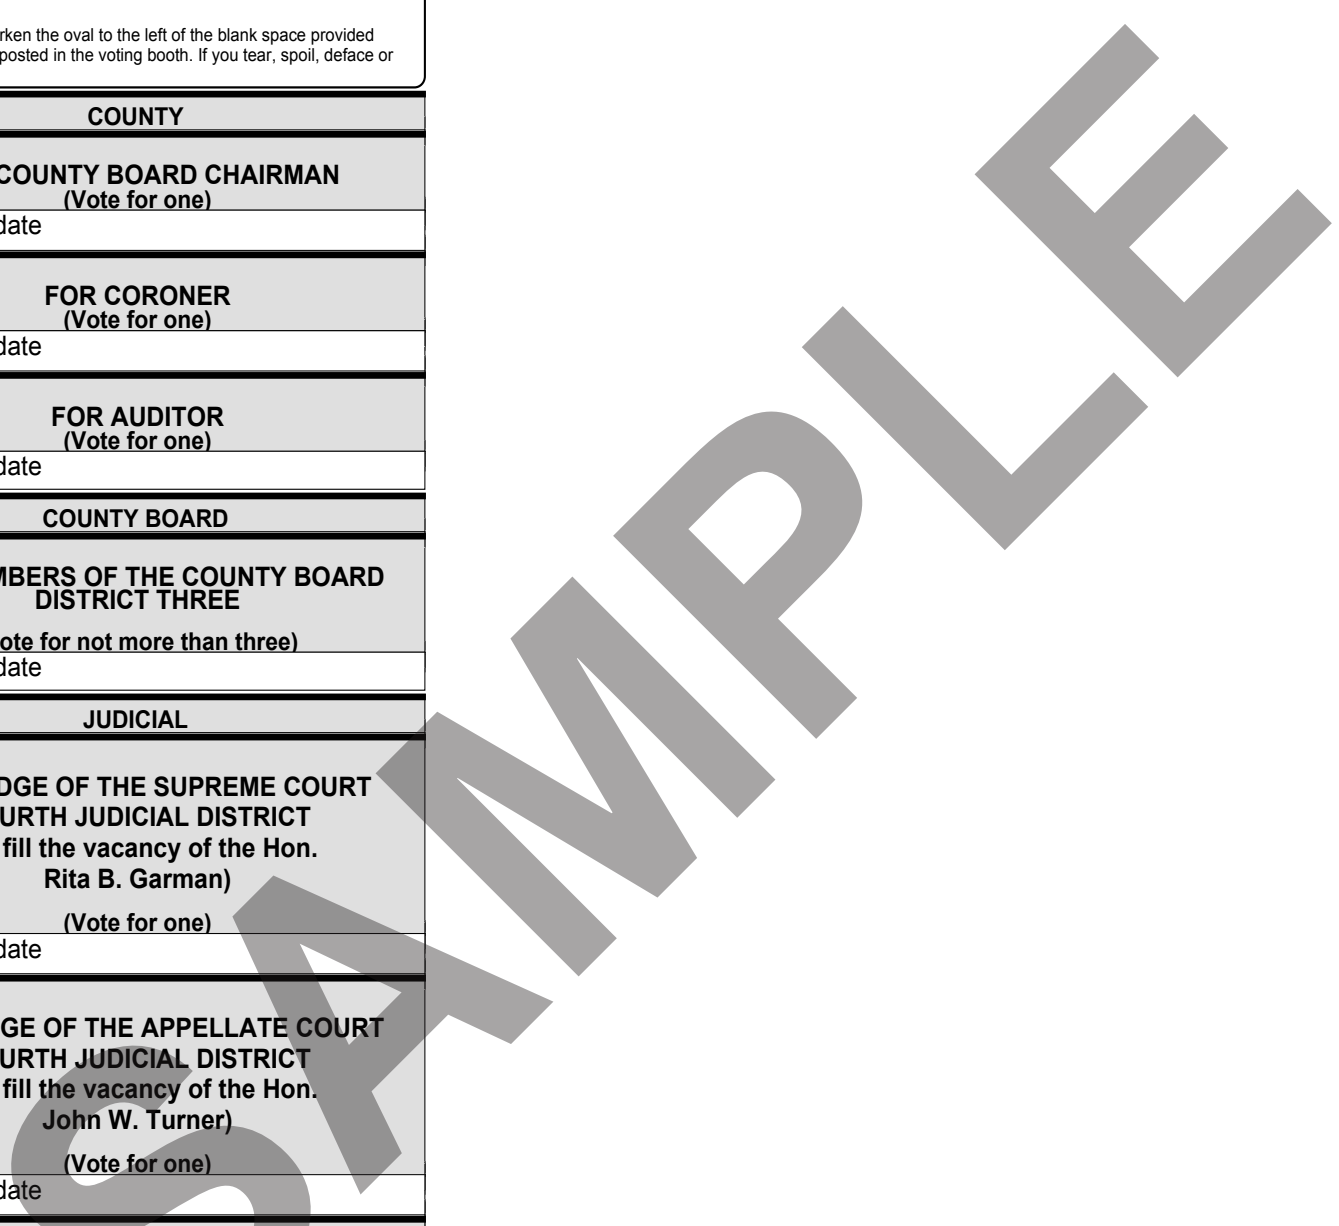 rken the oval to the left of the blank space provided
posted in the voting booth. If you tear, spoil, deface or
COUNTY
COUNTY BOARD CHAIRMAN
(Vote for one)
date
FOR CORONER
(Vote for one)
date
FOR AUDITOR
(Vote for one)
date
COUNTY BOARD
MBERS OF THE COUNTY BOARD
DISTRICT THREE
ote for not more than three)
date
JUDICIAL
DGE OF THE SUPREME COURT
URTH JUDICIAL DISTRICT
fill the vacancy of the Hon.
Rita B. Garman)
(Vote for one)
date
GE OF THE APPELLATE COURT
URTH JUDICIAL DISTRICT
fill the vacancy of the Hon.
John W. Turner)
(Vote for one)
date
SAMPLE